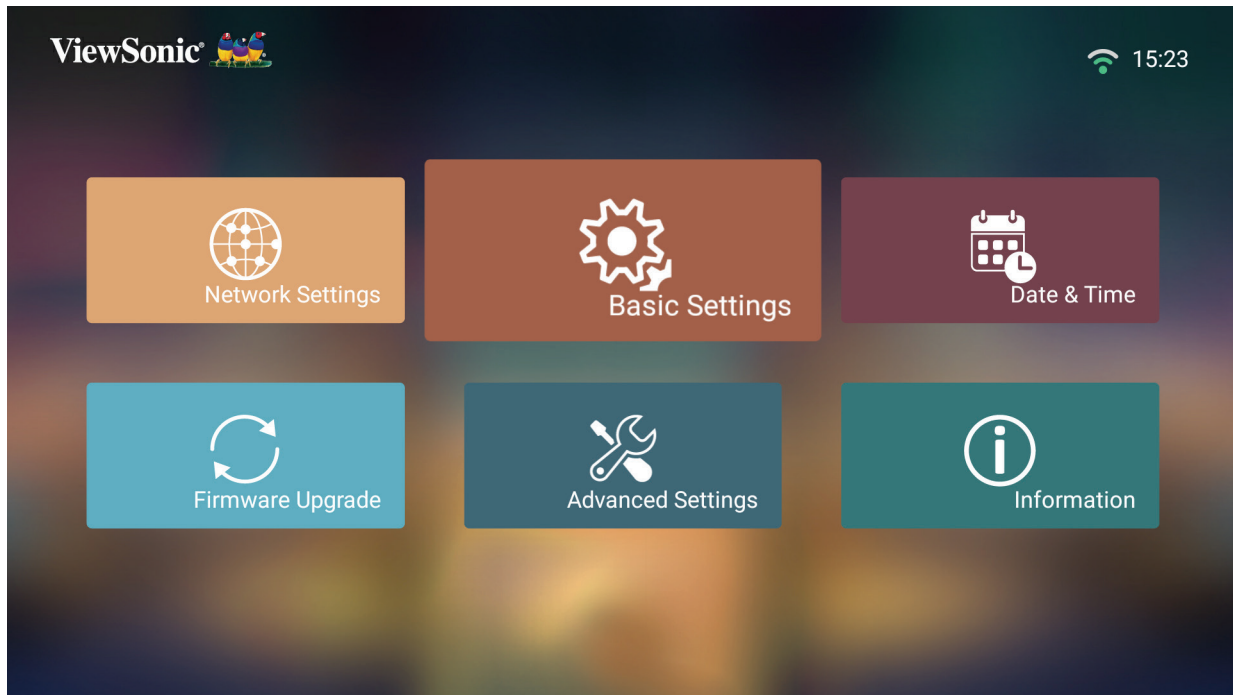 ViewSonic®
15:23
Network Settings
Basic Settings
Date & Time
Firmware Upgrade
Advanced Settings
Information